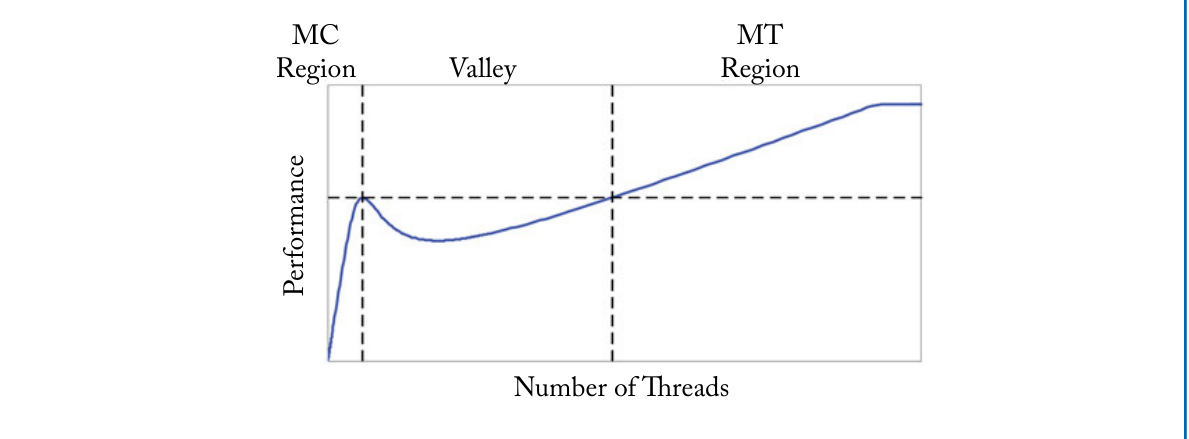 MC
Region
Valley
MT
Region
Performance
Number of Threads